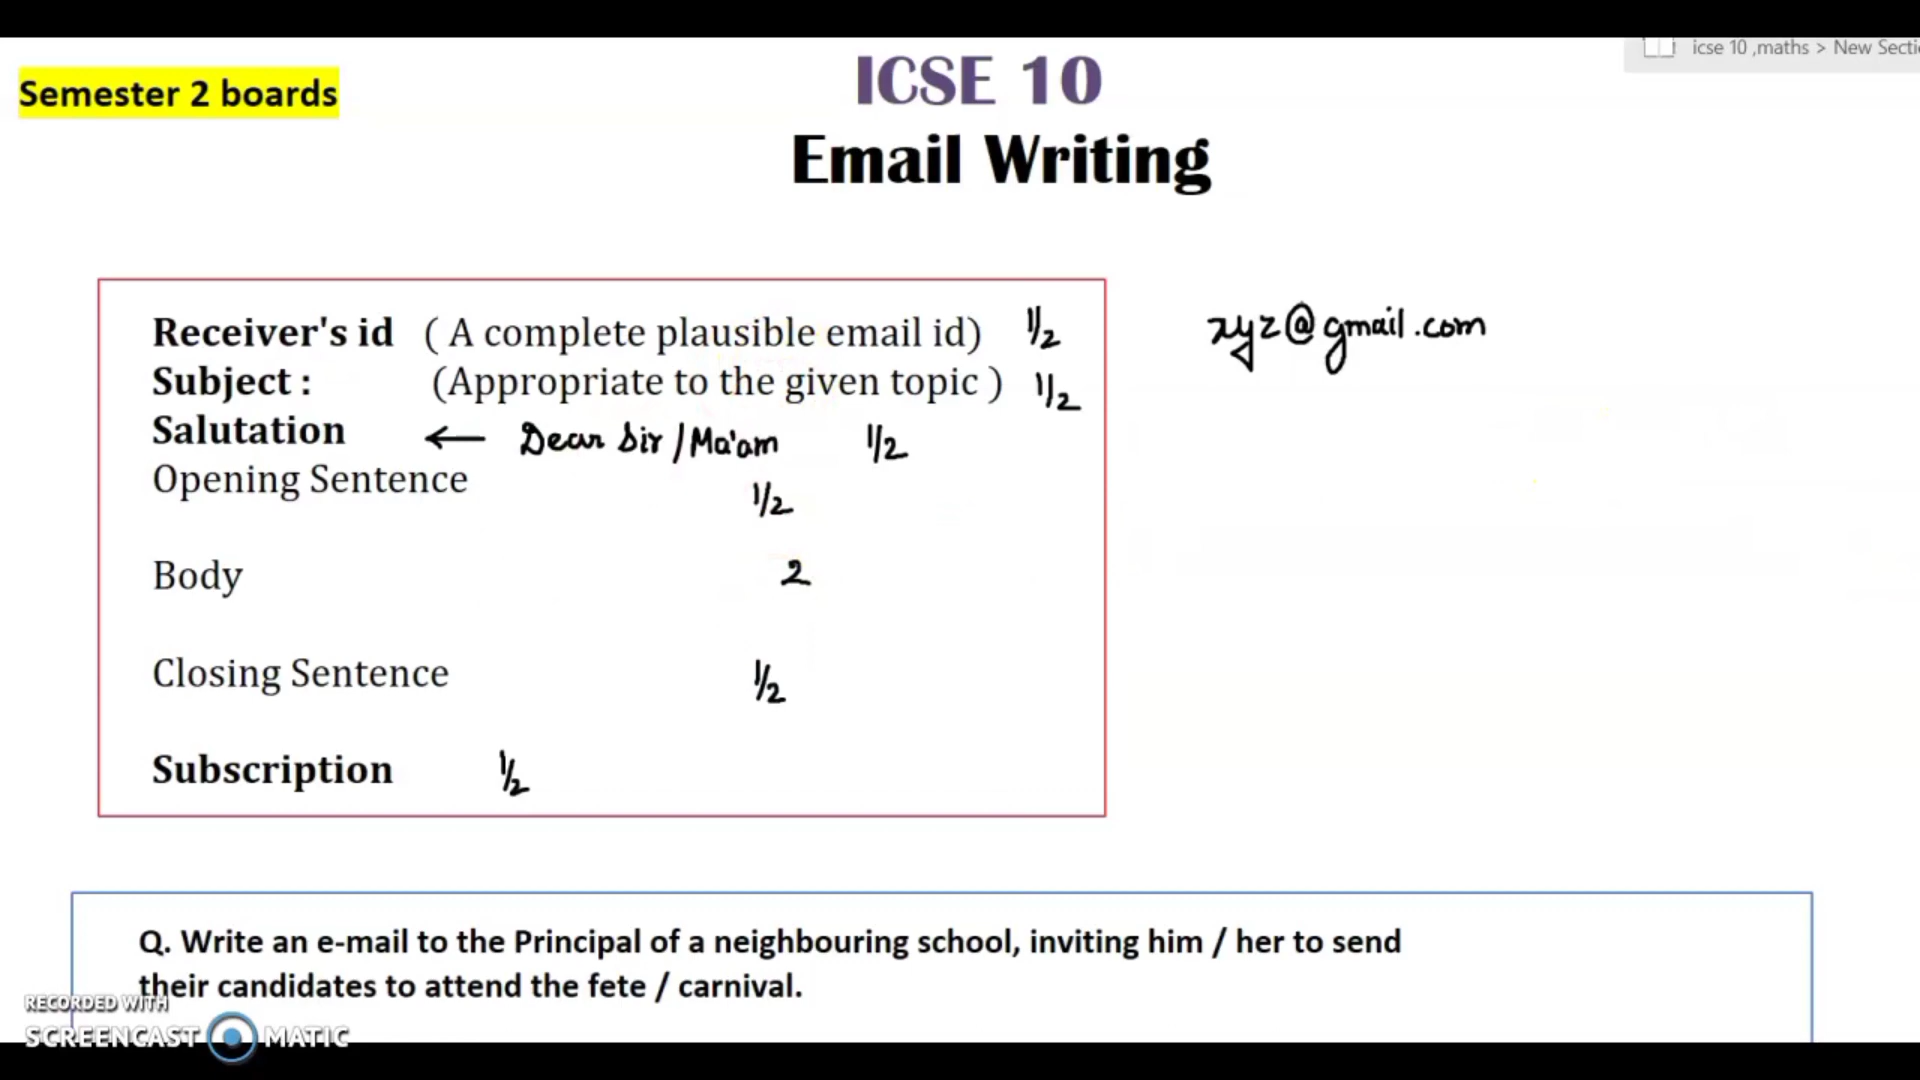 icse 10 ,maths > New Secti
Semester 2 boards
ICSE 10
Email Writing
Receiver's id ( A complete plausible email id) 1/2 xyz@gmail.com
Subject : (Appropriate to the given topic ) 1/2
Salutation ← Dear Sir/Ma'am 1/2
Opening Sentence 1/2
Body 2
Closing Sentence 1/2
Subscription 1/2
Q. Write an e-mail to the Principal of a neighbouring school, inviting him / her to send
their candidates to attend the fete / carnival.
RECORDED WITH
SCREENCAST MATIC